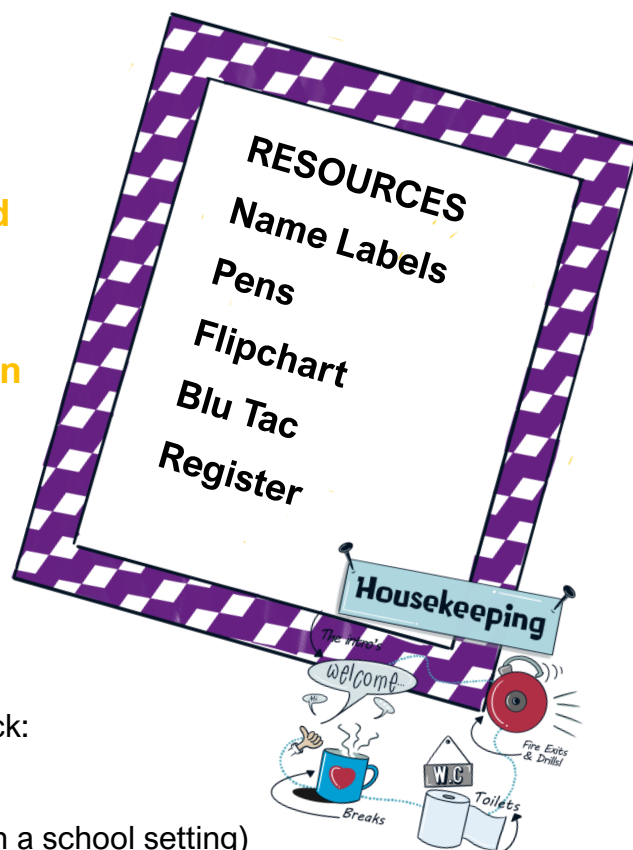 RESOURCES
d
Name Labels
Pens
n
Flipchart
Blu Tac
Register
Housekeeping
The intro's
welcome...
Hi
ck:
Fire Exits
& Drills!
W.C
Toilets
Breaks
n a school setting)